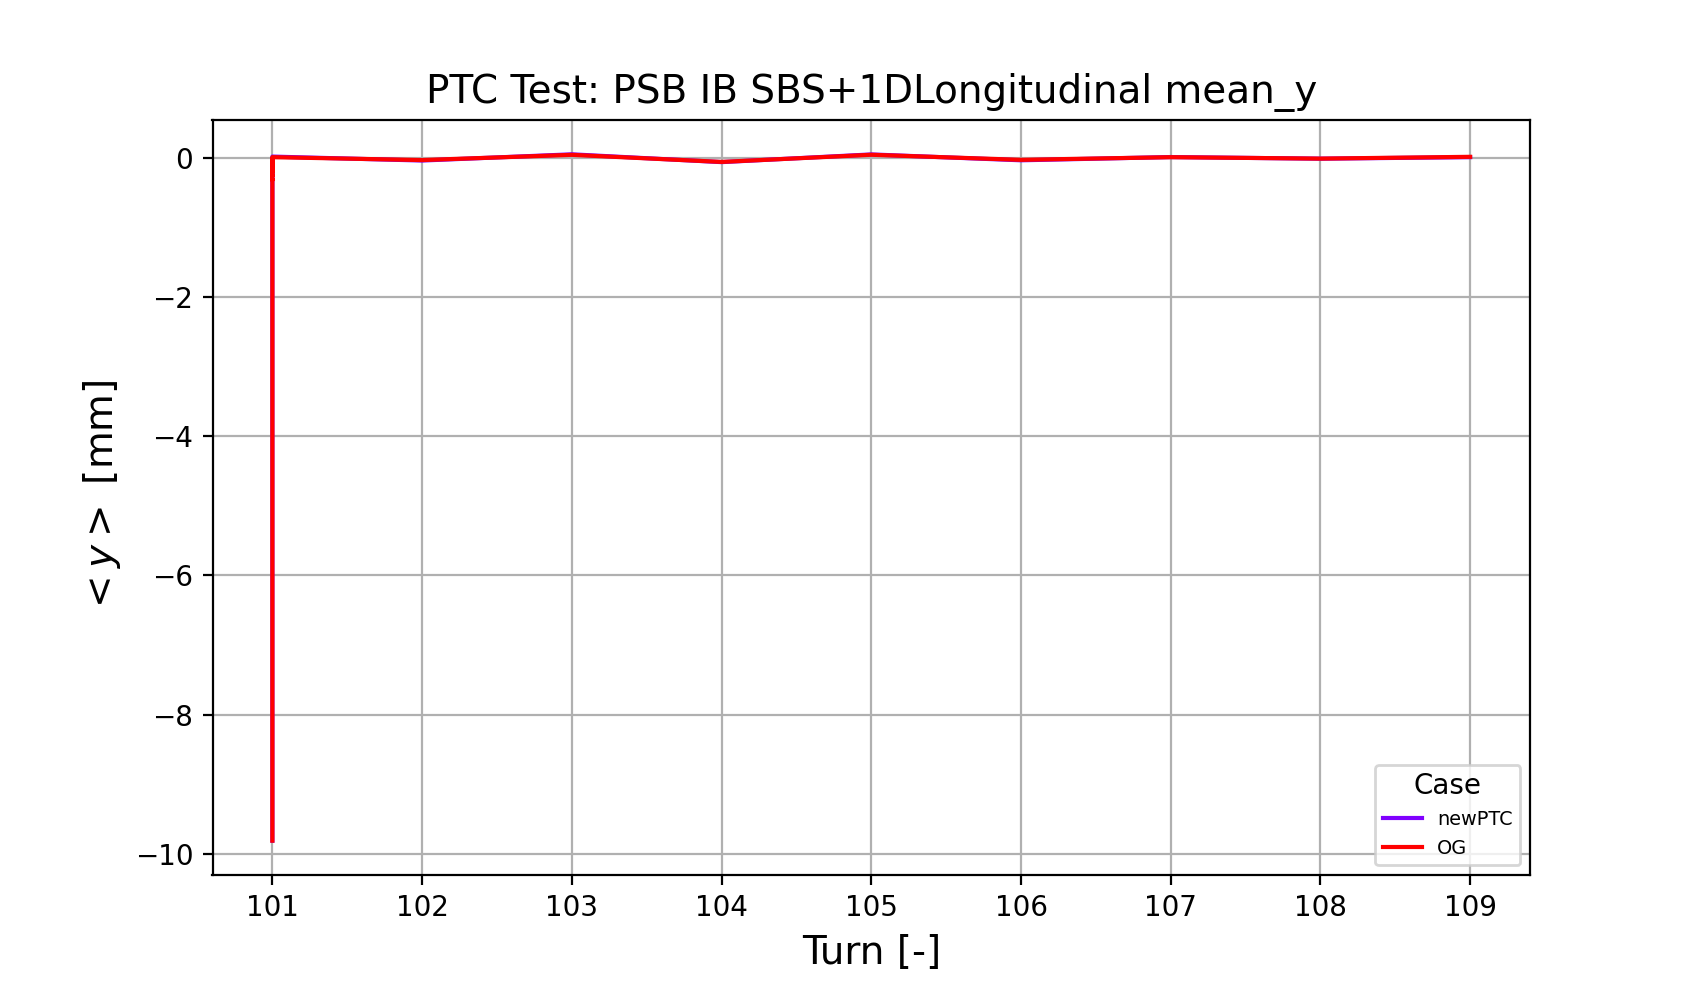 PTC Test: PSB IB SBS+1DLongitudinal mean_y
<y> [mm]
0
−2
−4
−6
−8
−10
Case
newPTC
OG
101 102 103 104 105 106 107 108 109
Turn [-]